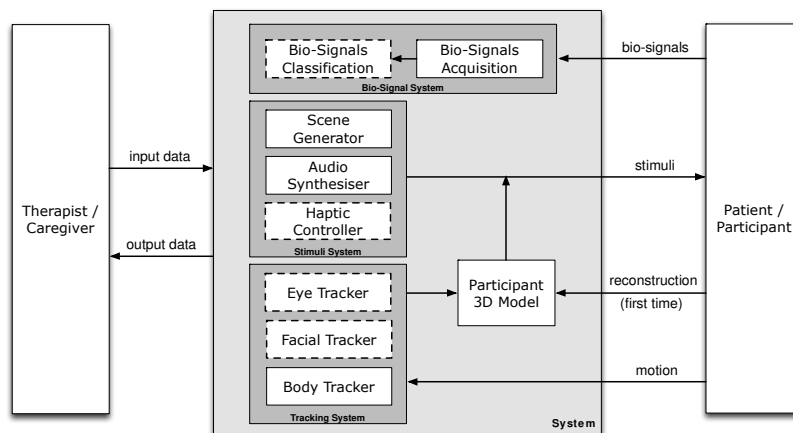 Bio-Signals
Classification
Bio-Signals
Acquisition
Bio-Signal System
bio-signals
Scene
Generator
Audio
Synthesiser
Haptic
Controller
Stimuli System
input data
output data
Therapist /
Caregiver
stimuli
Patient /
Participant
Eye Tracker
Facial Tracker
Body Tracker
Tracking System
Participant
3D Model
reconstruction
(first time)
motion
System